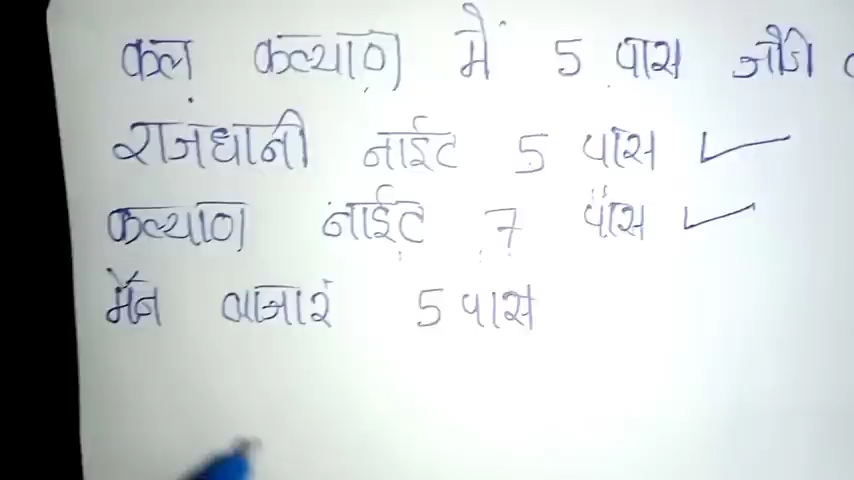 कल कल्याण में 5 पास
राजधानी नाईट 5 पास
कल्याण नाईट 7 पास
मेंन बाजार 5 पास